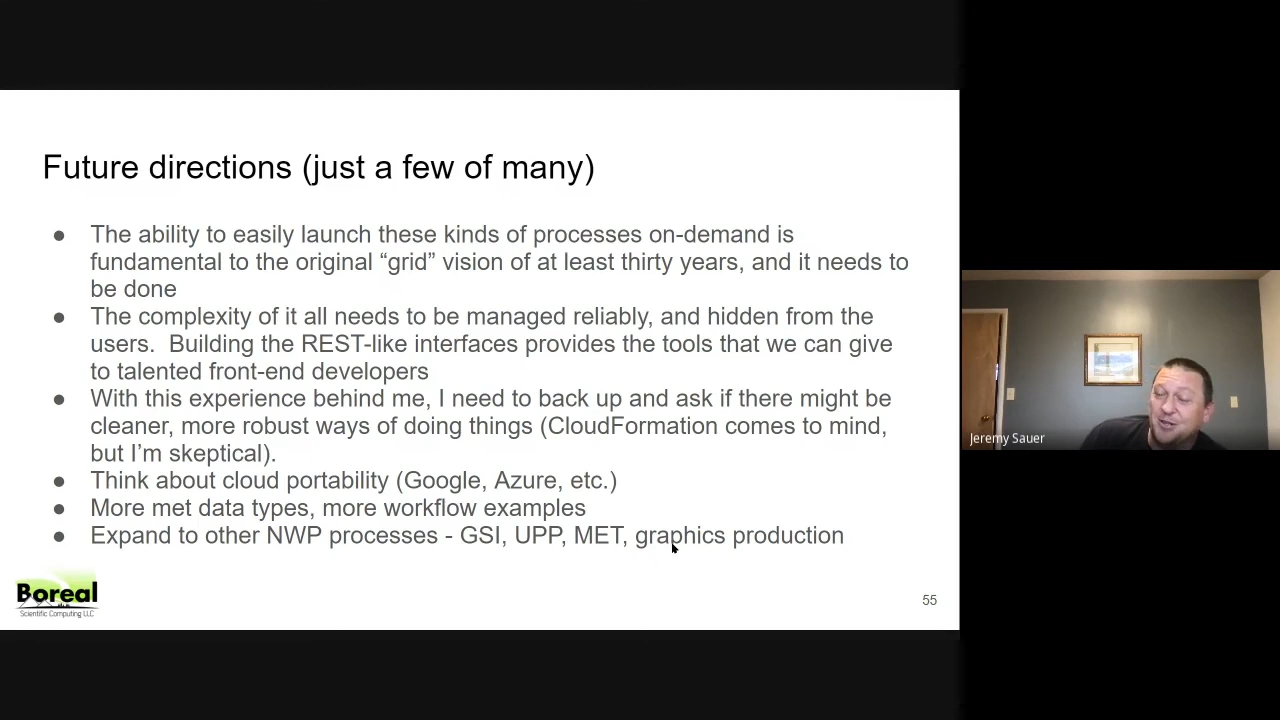 Future directions (just a few of many)
● The ability to easily launch these kinds of processes on-demand is
fundamental to the original “grid” vision of at least thirty years, and it needs to
be done
● The complexity of it all needs to be managed reliably, and hidden from the
users.  Building the REST-like interfaces provides the tools that we can give
to talented front-end developers
● With this experience behind me, I need to back up and ask if there might be
cleaner, more robust ways of doing things (CloudFormation comes to mind,
but I’m skeptical).
● Think about cloud portability (Google, Azure, etc.)
● More met data types, more workflow examples
● Expand to other NWP processes - GSI, UPP, MET, graphics production
Boreal
Scientific Computing LLC
55
Jeremy Sauer